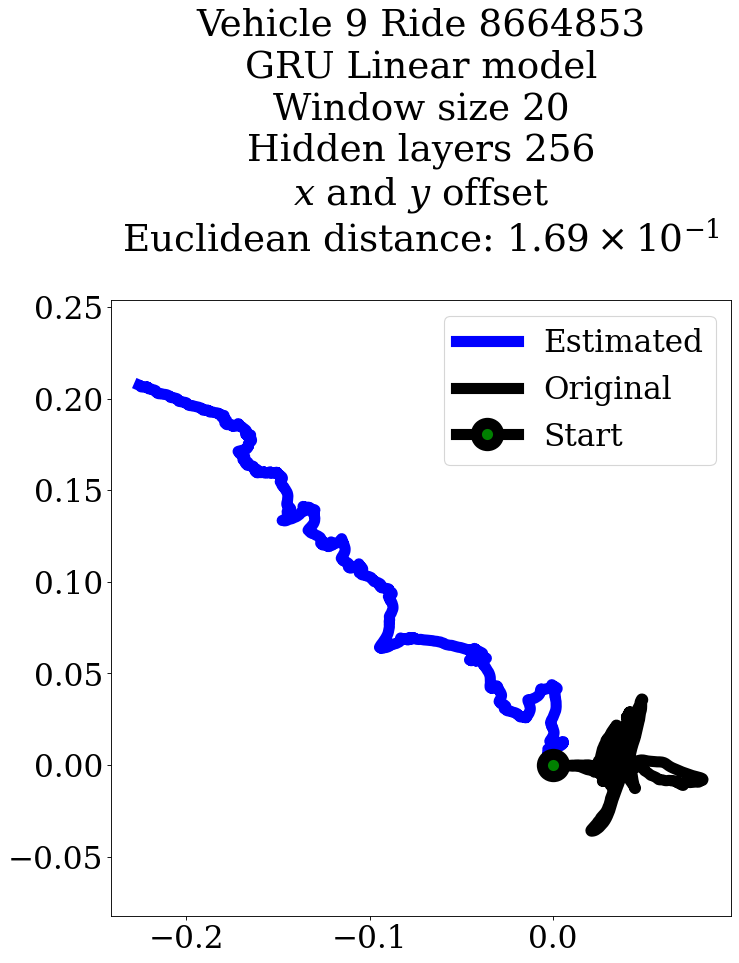 Vehicle 9 Ride 8664853
GRU Linear model
Window size 20
Hidden layers 256
x and y offset
Euclidean distance: 1.69 × 10⁻¹
0.25
0.20
0.15
0.10
0.05
0.00
−0.05
Estimated
Original
Start
−0.2
−0.1
0.0